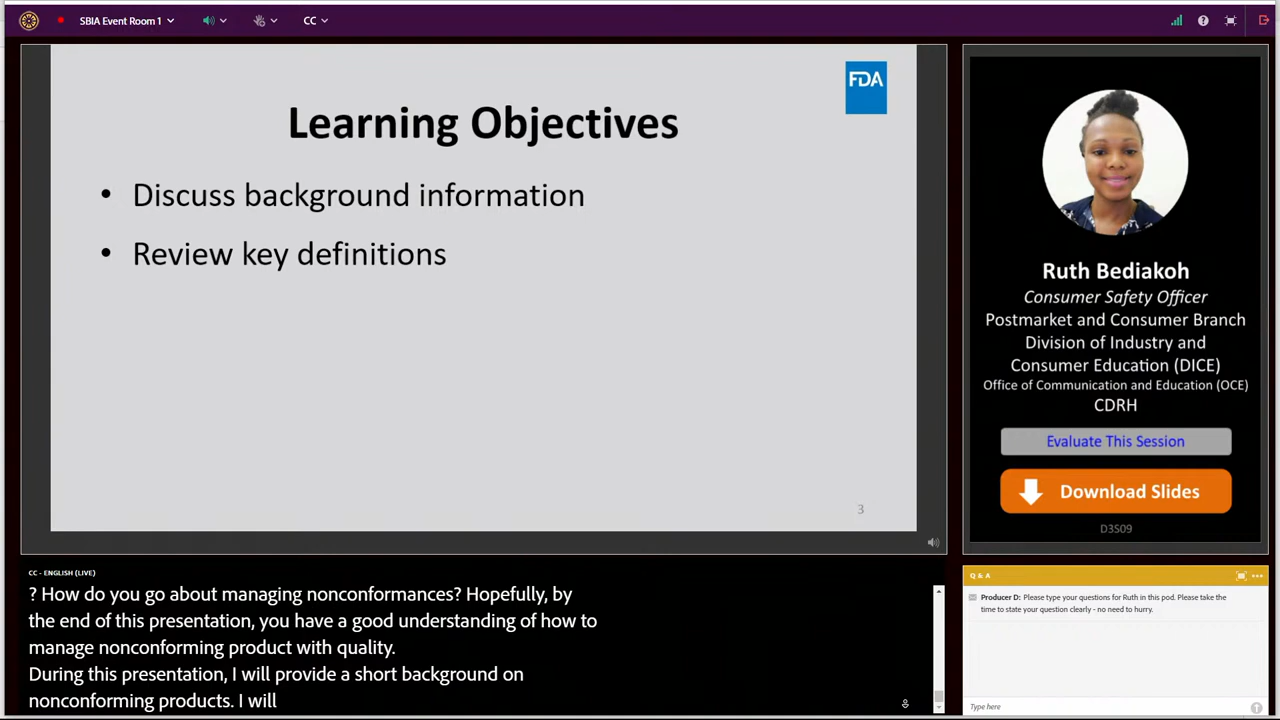 SBIA Event Room 1
CC
FDA
Learning Objectives
• Discuss background information
• Review key definitions
3
Ruth Bediakoh
Consumer Safety Officer
Postmarket and Consumer Branch
Division of Industry and
Consumer Education (DICE)
Office of Communication and Education (OCE)
CDRH
Evaluate This Session
Download Slides
D3S09
CC - ENGLISH (LIVE)
? How do you go about managing nonconformances? Hopefully, by
the end of this presentation, you have a good understanding of how to
manage nonconforming product with quality.
During this presentation, I will provide a short background on
nonconforming products. I will
Q & A
Producer D: Please type your questions for Ruth in this pod. Please take the
time to state your question clearly - no need to hurry.
Type here